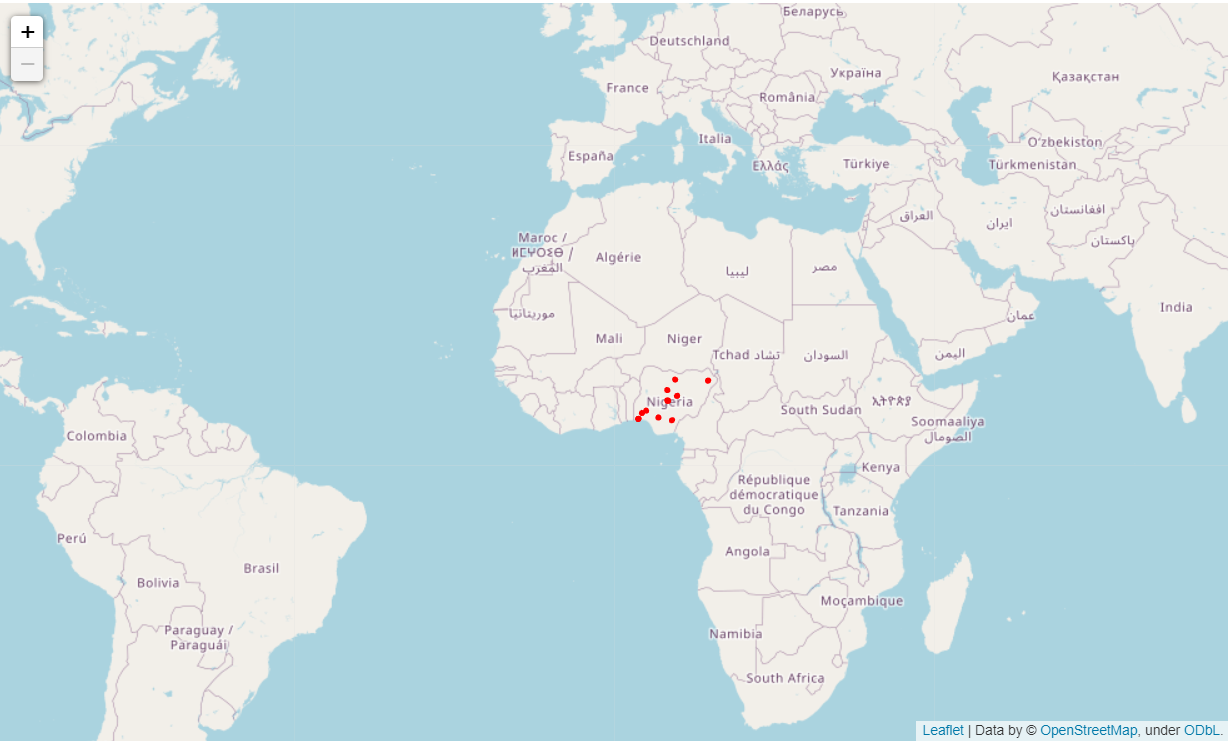 +
−
Беларусь
Deutschland
Україна
Қазақстан
France
România
Italia
O‘zbekiston
España
Ελλάς
Türkiye
Türkmenistan
افغانستان
العراق
ایران
پاکستان
Maroc /
ⵍⵎⵖⵔⵉⴱ /
المغرب
Algérie
ليبيا
مصر
India
موريتانيا
عمان
Mali
Niger
Tchad تشاد
السودان
اليمن
Nigeria
South Sudan
ኢትዮጵያ
Soomaaliya
الصومال
Colombia
Kenya
République
démocratique
du Congo
Tanzania
Perú
Angola
Brasil
Bolivia
Moçambique
Paraguay /
Paraguái
Namibia
South Africa
Leaflet | Data by © OpenStreetMap, under ODbL.